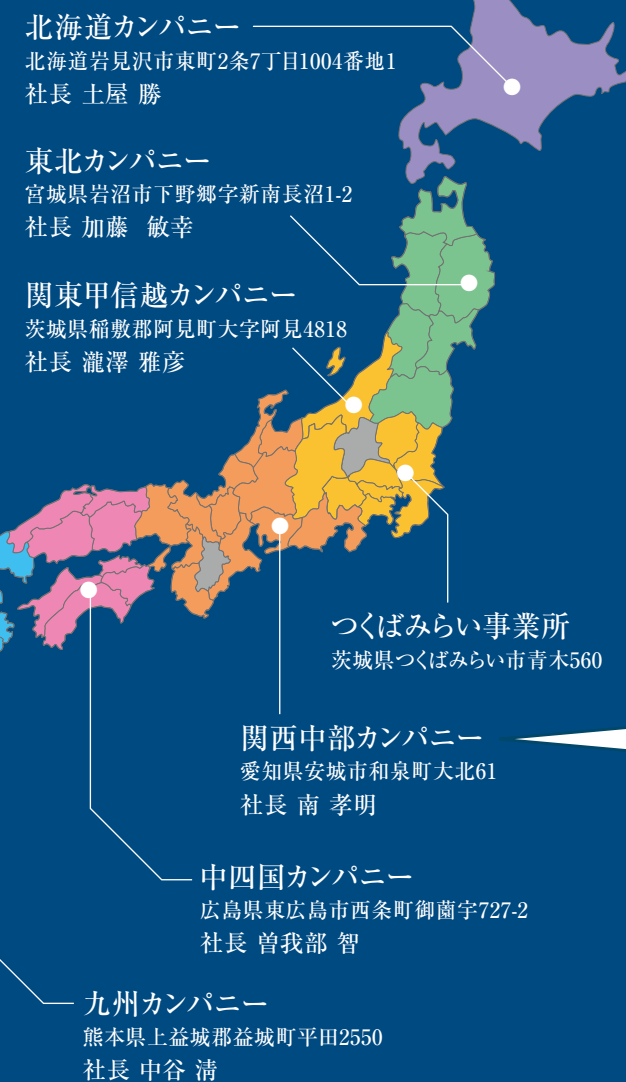 北海道カンパニー
北海道岩見沢市東町2条7丁目1004番地1
社長 土屋 勝
東北カンパニー
宮城県岩沼市下野郷字新南長沼1-2
社長 加藤 敏幸
関東甲信越カンパニー
茨城県稲敷郡阿見町大字阿見4818
社長 瀧澤 雅彦
つくばみらい事業所
茨城県つくばみらい市青木560
関西中部カンパニー
愛知県安城市和泉町大北61
社長 南 孝明
中四国カンパニー
広島県東広島市西条町御薗宇727-2
社長 曽我部 智
九州カンパニー
熊本県上益城郡益城町平田2550
社長 中谷 淸